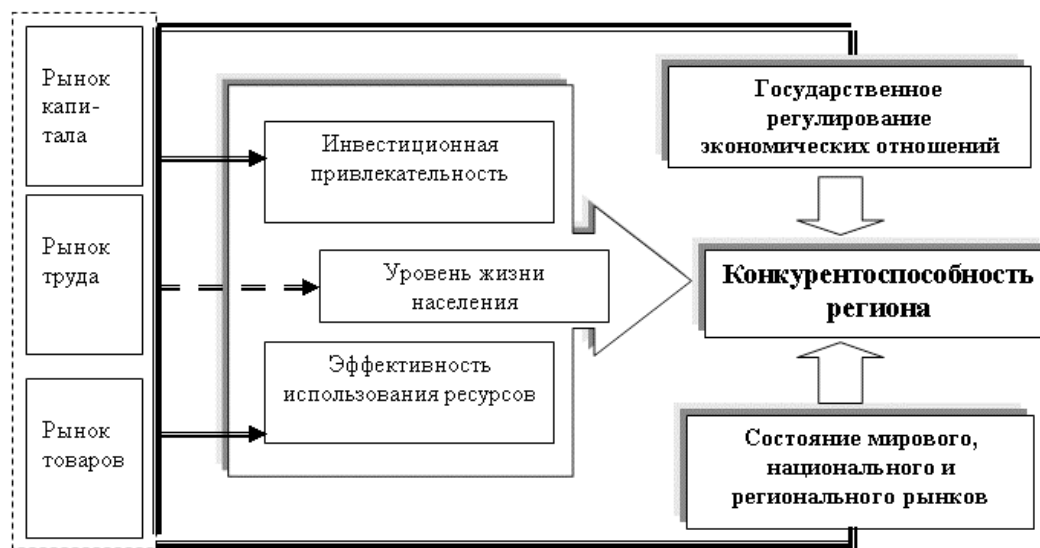 Рынок
капи-
тала
Рынок
труда
Рынок
товаров
Инвестиционная
привлекательность
Уровень жизни
населения
Эффективность
использования ресурсов
Государственное
регулирование
экономических отношений
Конкурентоспособность
региона
Состояние мирового,
национального и
регионального рынков